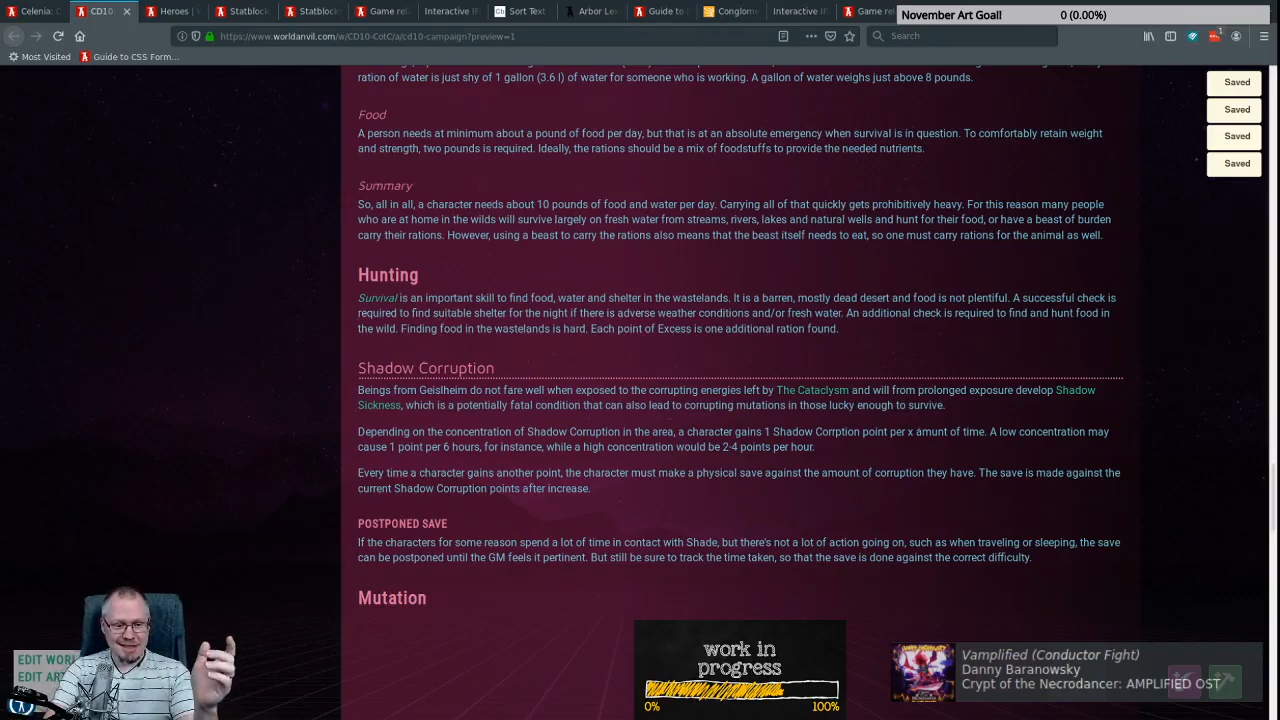 Celenia: C
CD10
Heroes | W
Statblock
Statblock
Game rel
Interactive
Sort Text
Arbor Lex
Guide to
Conglome
Interactive IPS
Game re
November Art Goal! 0 (0.00%)
https://www.worldanvil.com/w/CD10-CotC/a/cd10-campaign?preview=1
Search
Most Visited
Guide to CSS Form...
ration of water is just shy of 1 gallon (3.6 l) of water for someone who is working. A gallon of water weighs just above 8 pounds.
Saved
Saved
Saved
Saved
Food
A person needs at minimum about a pound of food per day, but that is at an absolute emergency when survival is in question. To comfortably retain weight
and strength, two pounds is required. Ideally, the rations should be a mix of foodstuffs to provide the needed nutrients.
Summary
So, all in all, a character needs about 10 pounds of food and water per day. Carrying all of that quickly gets prohibitively heavy. For this reason many people
who are at home in the wilds will survive largely on fresh water from streams, rivers, lakes and natural wells and hunt for their food, or have a beast of burden
carry their rations. However, using a beast to carry the rations also means that the beast itself needs to eat, so one must carry rations for the animal as well.
Hunting
Survival is an important skill to find food, water and shelter in the wastelands. It is a barren, mostly dead desert and food is not plentiful. A successful check is
required to find suitable shelter for the night if there is adverse weather conditions and/or fresh water. An additional check is required to find and hunt food in
the wild. Finding food in the wastelands is hard. Each point of Excess is one additional ration found.
Shadow Corruption
Beings from Geislheim do not fare well when exposed to the corrupting energies left by The Cataclysm and will from prolonged exposure develop Shadow
Sickness, which is a potentially fatal condition that can also lead to corrupting mutations in those lucky enough to survive.
Depending on the concentration of Shadow Corruption in the area, a character gains 1 Shadow Corrption point per x amunt of time. A low concentration may
cause 1 point per 6 hours, for instance, while a high concentration would be 2-4 points per hour.
Every time a character gains another point, the character must make a physical save against the amount of corruption they have. The save is made against the
current Shadow Corruption points after increase.
POSTPONED SAVE
If the characters for some reason spend a lot of time in contact with Shade, but there's not a lot of action going on, such as when traveling or sleeping, the save
can be postponed until the GM feels it pertinent. But still be sure to track the time taken, so that the save is done against the correct difficulty.
Mutation
work in
progress
0% 100%
EDIT WORL
EDIT ART
Vamplified (Conductor Fight)
Danny Baranowsky
Crypt of the Necrodancer: AMPLIFIED OST